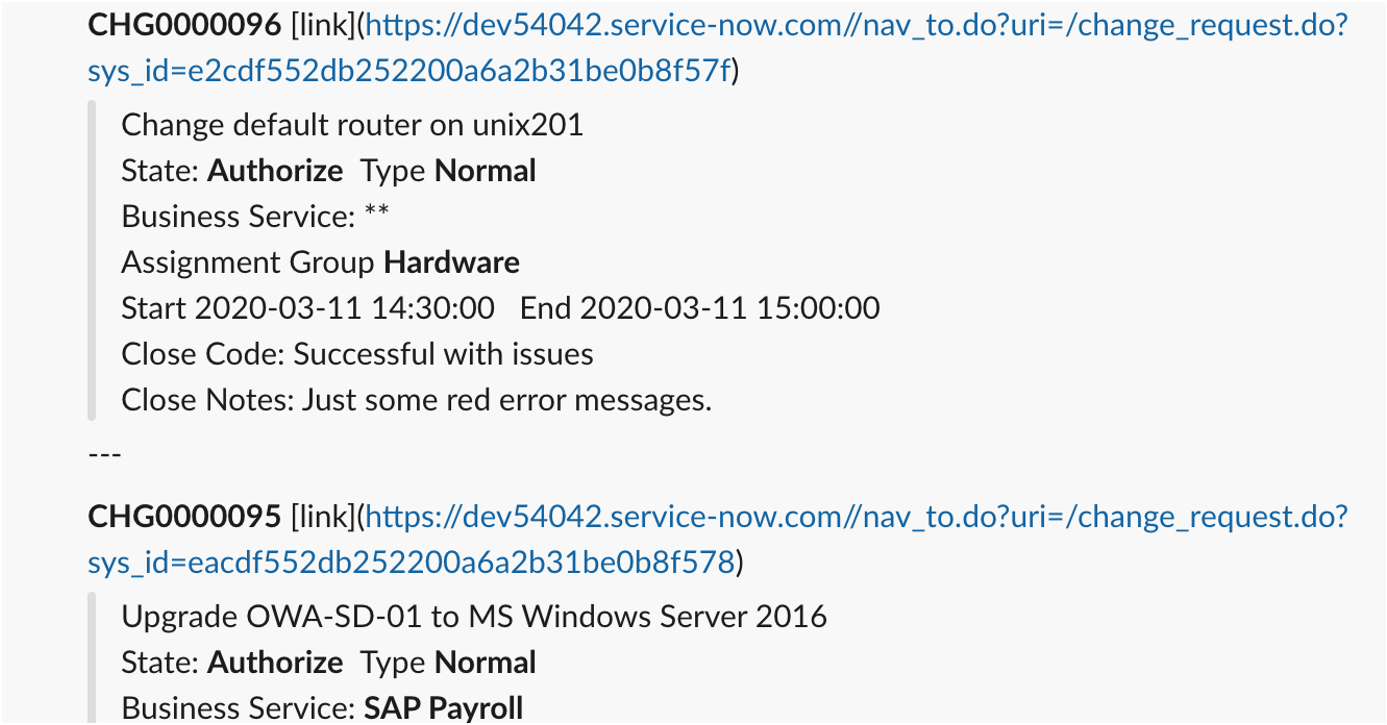 CHG0000096 [link](https://dev54042.service-now.com//nav_to.do?uri=/change_request.do?
sys_id=e2cdf552db252200a6a2b31be0b8f57f)
Change default router on unix201
State: Authorize  Type Normal
Business Service: **
Assignment Group Hardware
Start 2020-03-11 14:30:00   End 2020-03-11 15:00:00
Close Code: Successful with issues
Close Notes: Just some red error messages.
---
CHG0000095 [link](https://dev54042.service-now.com//nav_to.do?uri=/change_request.do?
sys_id=eacdf552db252200a6a2b31be0b8f578)
Upgrade OWA-SD-01 to MS Windows Server 2016
State: Authorize  Type Normal
Business Service: SAP Payroll